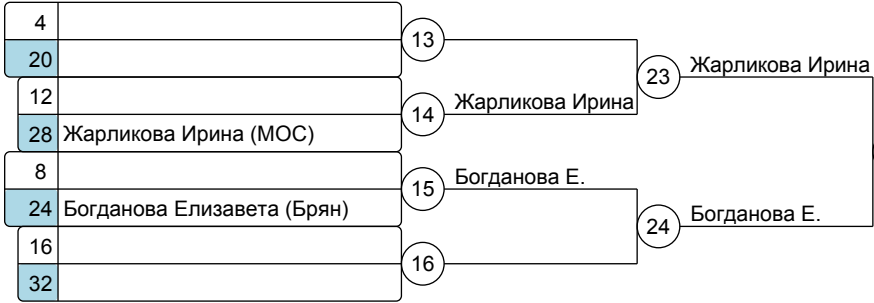 4
13
20
Жарликова Ирина
23
12
Жарликова Ирина
14
28 Жарликова Ирина (МОС)
8
Богданова Е.
15
24 Богданова Елизавета (Брян)
Богданова Е.
24
16
16
32